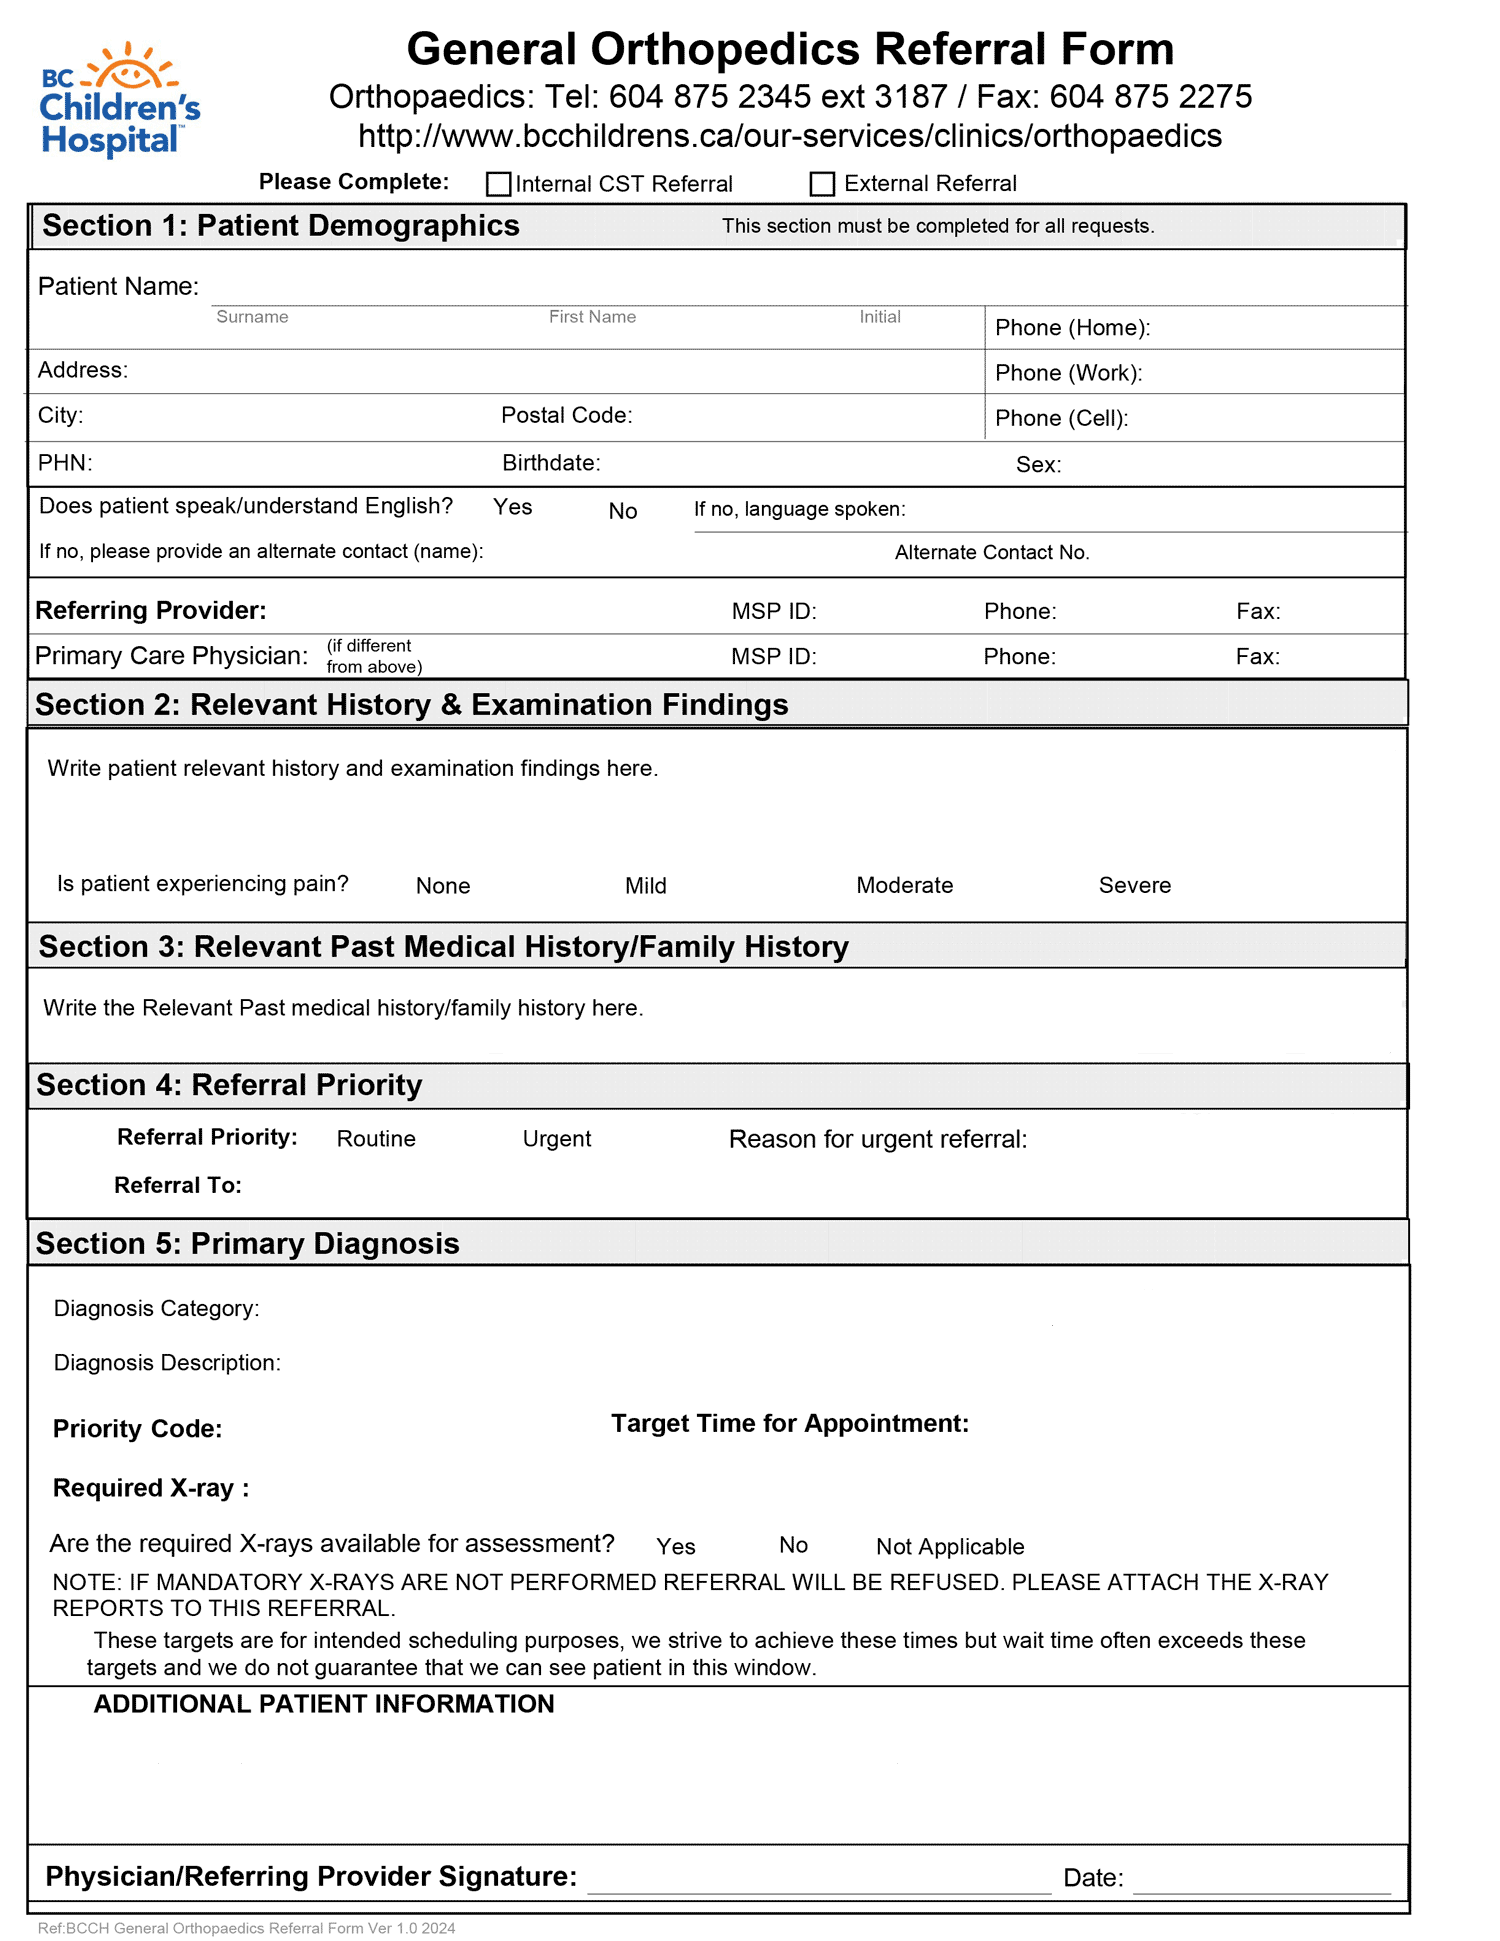 BC
Children's
Hospital™
General Orthopedics Referral Form
Orthopaedics: Tel: 604 875 2345 ext 3187 / Fax: 604 875 2275
http://www.bcchildrens.ca/our-services/clinics/orthopaedics
Please Complete: Internal CST Referral External Referral
Section 1: Patient Demographics This section must be completed for all requests.
Patient Name:
Surname First Name Initial
Phone (Home):
Address: Phone (Work):
City: Postal Code: Phone (Cell):
PHN: Birthdate: Sex:
Does patient speak/understand English? Yes No If no, language spoken:
If no, please provide an alternate contact (name): Alternate Contact No.
Referring Provider: MSP ID: Phone: Fax:
Primary Care Physician: (if different from above) MSP ID: Phone: Fax:
Section 2: Relevant History & Examination Findings
Write patient relevant history and examination findings here.
Is patient experiencing pain? None Mild Moderate Severe
Section 3: Relevant Past Medical History/Family History
Write the Relevant Past medical history/family history here.
Section 4: Referral Priority
Referral Priority: Routine Urgent Reason for urgent referral:
Referral To:
Section 5: Primary Diagnosis
Diagnosis Category:
Diagnosis Description:
Priority Code: Target Time for Appointment:
Required X-ray :
Are the required X-rays available for assessment? Yes No Not Applicable
NOTE: IF MANDATORY X-RAYS ARE NOT PERFORMED REFERRAL WILL BE REFUSED. PLEASE ATTACH THE X-RAY
REPORTS TO THIS REFERRAL.
These targets are for intended scheduling purposes, we strive to achieve these times but wait time often exceeds these
targets and we do not guarantee that we can see patient in this window.
ADDITIONAL PATIENT INFORMATION
Physician/Referring Provider Signature: Date:
Ref:BCCH General Orthopaedics Referral Form Ver 1.0 2024